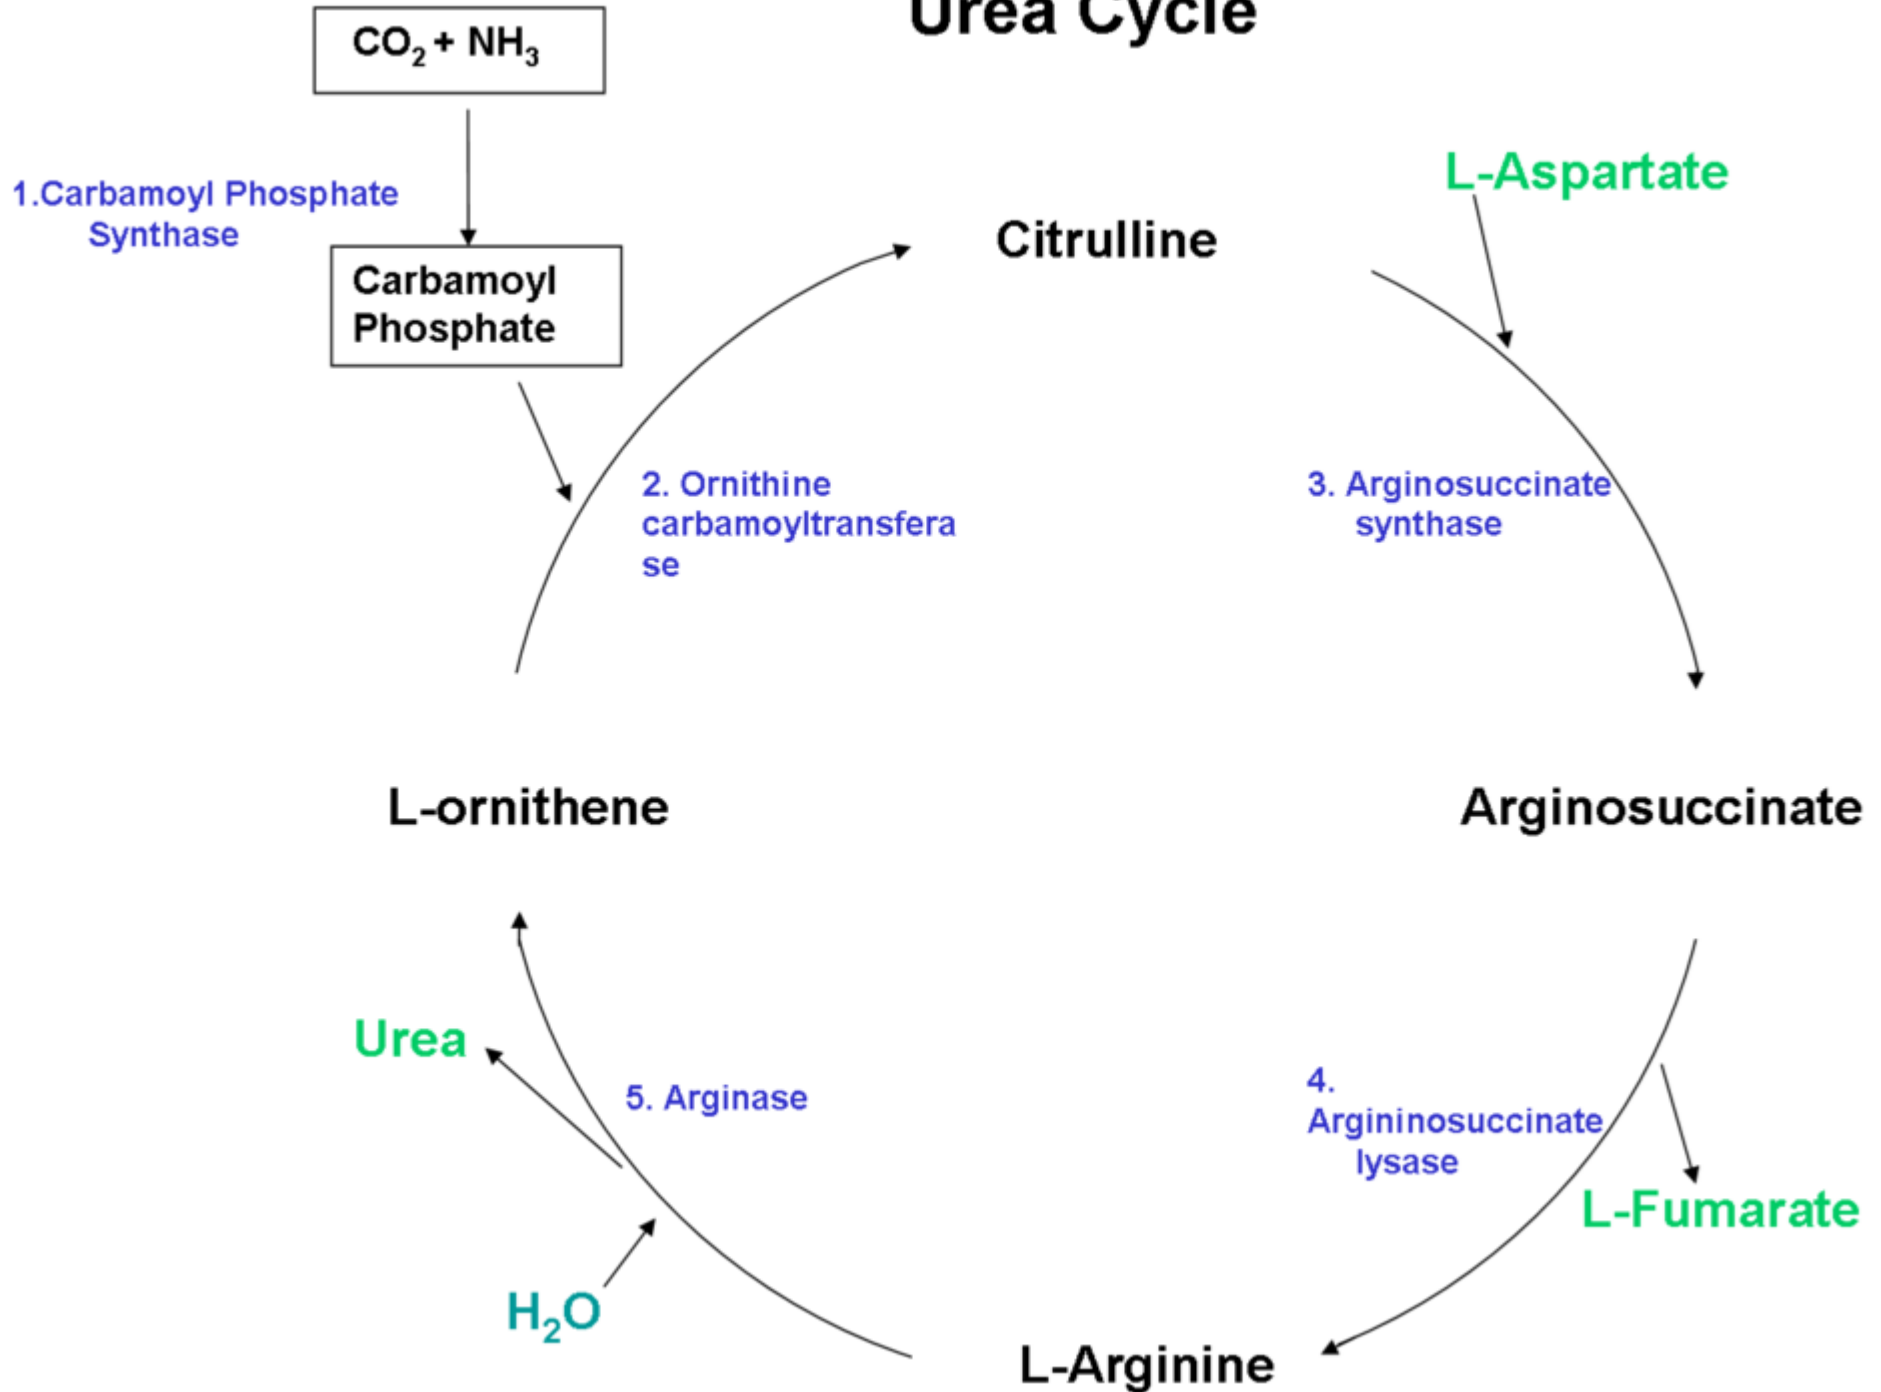 Urea Cycle
CO₂ + NH₃
1.Carbamoyl Phosphate
Synthase
Carbamoyl
Phosphate
Citrulline
L-Aspartate
2. Ornithine
carbamoyltransfera
se
3. Arginosuccinate
synthase
L-ornithene
Arginosuccinate
Urea
5. Arginase
4.
Argininosuccinate
lysase
L-Fumarate
H₂O
L-Arginine